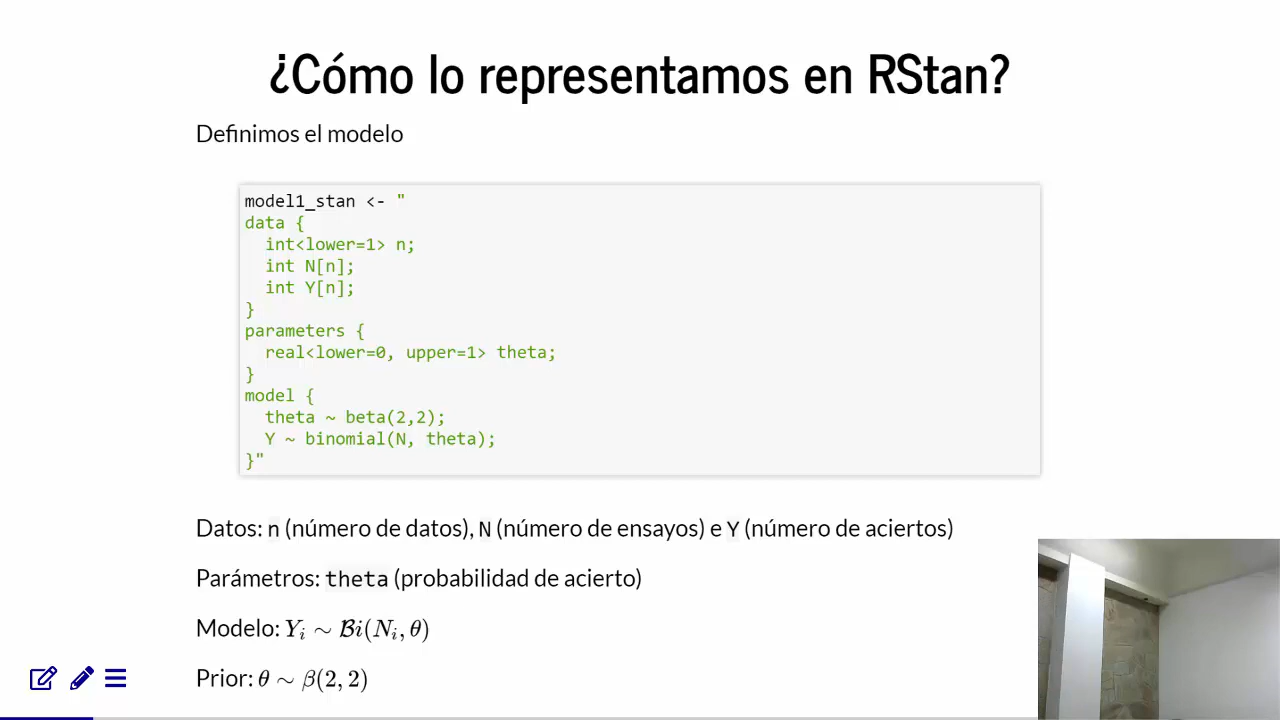 ¿Cómo lo representamos en RStan?
Definimos el modelo
model1_stan <- "
data {
  int<lower=1> n;
  int N[n];
  int Y[n];
}
parameters {
  real<lower=0, upper=1> theta;
}
model {
  theta ~ beta(2,2);
  Y ~ binomial(N, theta);
}"
Datos: n (número de datos), N (número de ensayos) e Y (número de aciertos)
Parámetros: theta (probabilidad de acierto)
Modelo: Yᵢ ∼ ℬi(Nᵢ, θ)
Prior: θ ∼ β(2, 2)